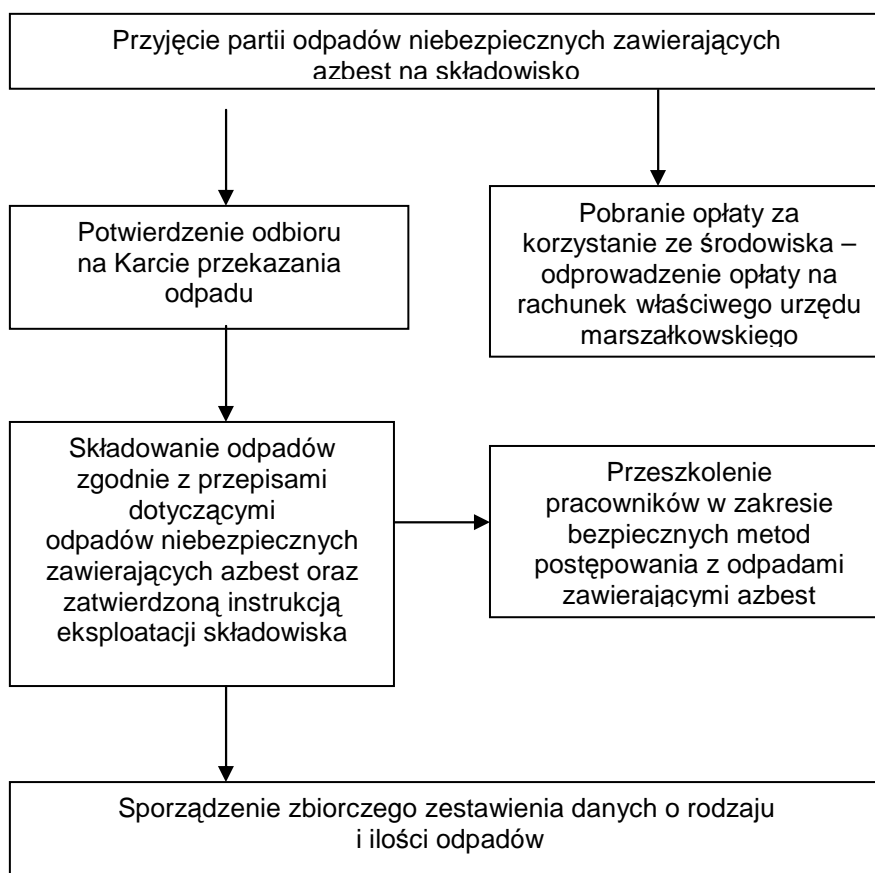 Przyjęcie partii odpadów niebezpiecznych zawierających
azbest na składowisko
Potwierdzenie odbioru
na Karcie przekazania
odpadu
Pobranie opłaty za
korzystanie ze środowiska –
odprowadzenie opłaty na
rachunek właściwego urzędu
marszałkowskiego
Składowanie odpadów
zgodnie z przepisami
dotyczącymi
odpadów niebezpiecznych
zawierających azbest oraz
zatwierdzoną instrukcją
eksploatacji składowiska
Przeszkolenie
pracowników w zakresie
bezpiecznych metod
postępowania z odpadami
zawierającymi azbest
Sporządzenie zbiorczego zestawienia danych o rodzaju
i ilości odpadów